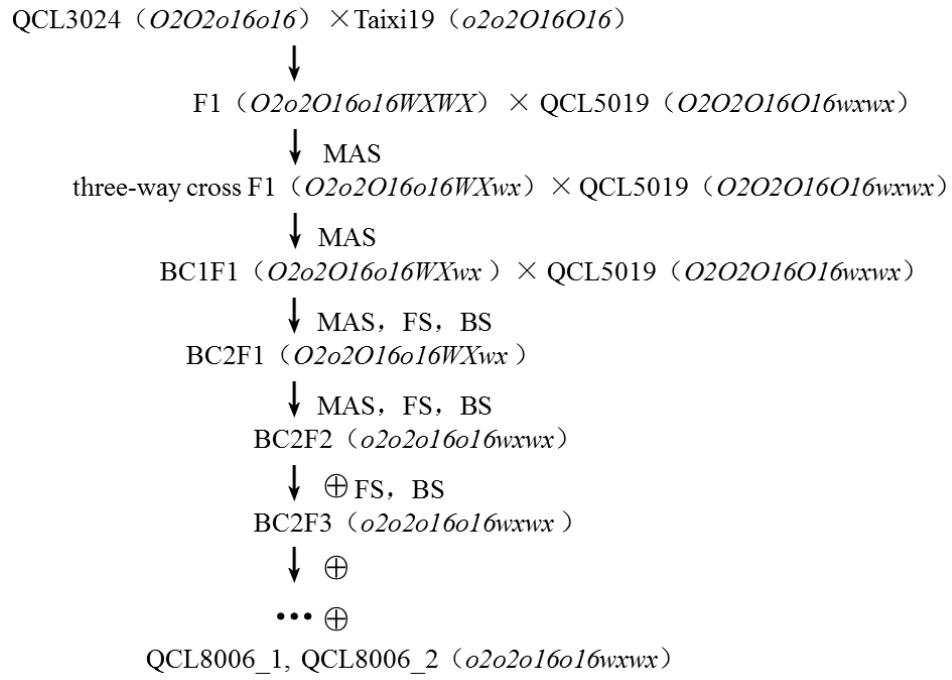 QCL3024（O2O2o16o16）×Taixi19（o2o2O16O16）
F1（O2o2O16o16WXWX）× QCL5019（O2O2O16O16wxwx）
MAS
three-way cross F1（O2o2O16o16WXwx）× QCL5019（O2O2O16O16wxwx）
MAS
BC1F1（O2o2O16o16WXwx ）× QCL5019（O2O2O16O16wxwx）
MAS，FS，BS
BC2F1（O2o2O16o16WXwx ）
MAS，FS，BS
BC2F2（o2o2o16o16wxwx）
⊕ FS，BS
BC2F3（o2o2o16o16wxwx ）
⊕
••• ⊕
QCL8006_1, QCL8006_2（o2o2o16o16wxwx）